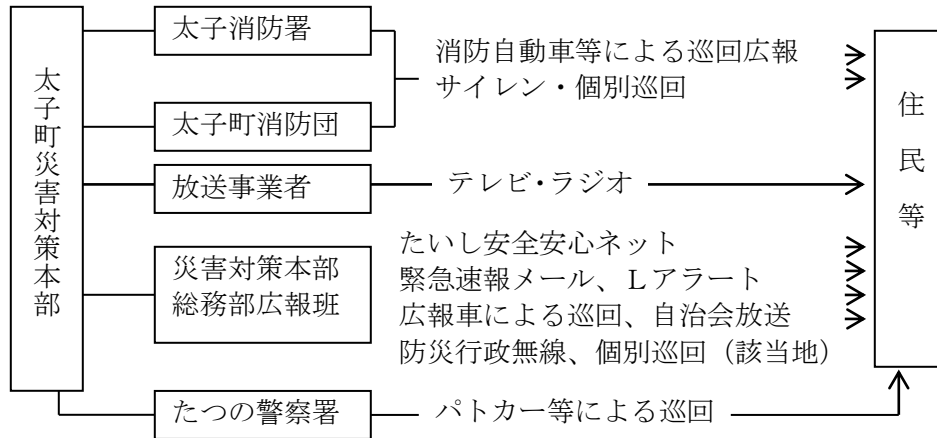 太子町災害対策本部
太子消防署
太子町消防団
消防自動車等による巡回広報
サイレン・個別巡回
放送事業者
テレビ・ラジオ
災害対策本部
総務部広報班
たいし安全安心ネット
緊急速報メール、Ｌアラート
広報車による巡回、自治会放送
防災行政無線、個別巡回（該当地）
たつの警察署
パトカー等による巡回
住民等